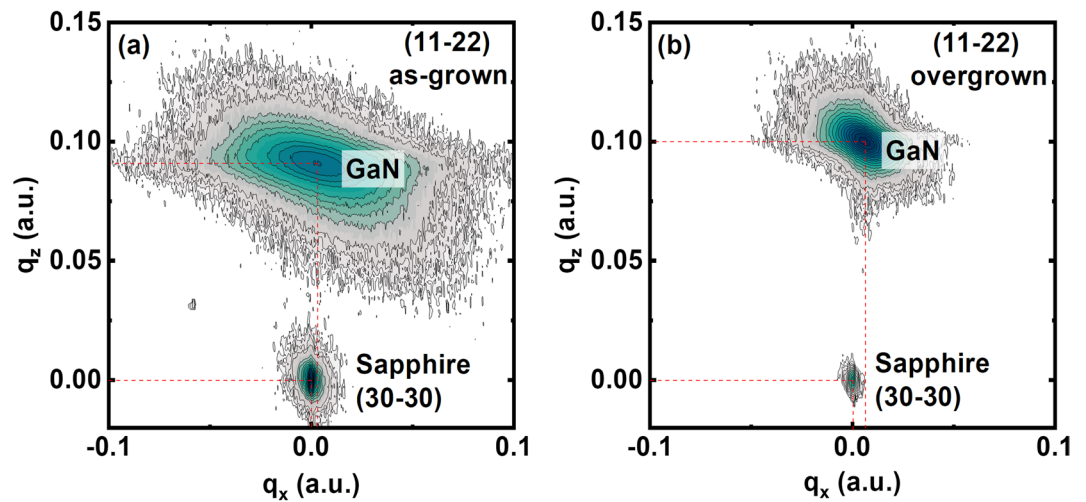 0.15
(a)
(11-22)
as-grown
0.10
GaN
q_z (a.u.)
0.05
Sapphire
(30-30)
0.00
-0.1
0.0
0.1
q_x (a.u.)
0.15
(b)
(11-22)
overgrown
0.10
GaN
q_z (a.u.)
0.05
Sapphire
(30-30)
0.00
-0.1
0.0
0.1
q_x (a.u.)